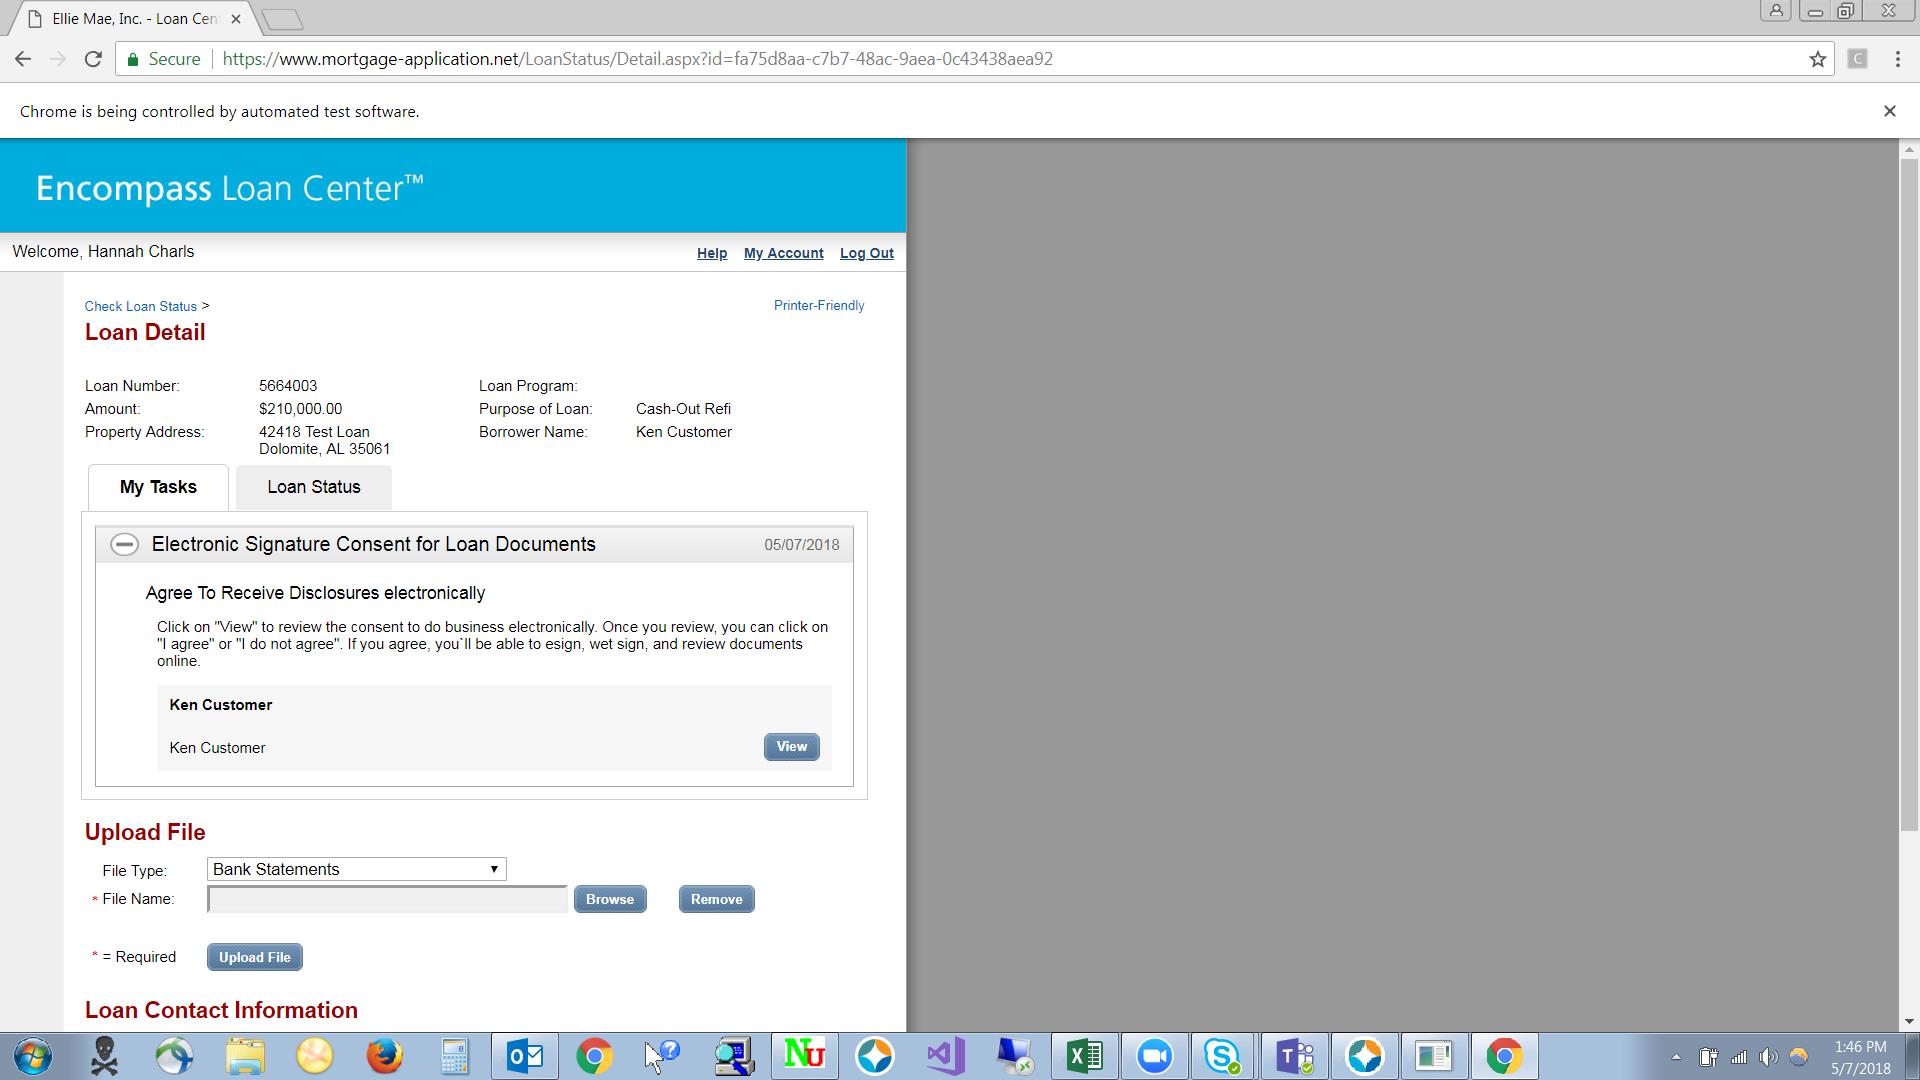 Ellie Mae, Inc. - Loan Cen
Secure https://www.mortgage-application.net/LoanStatus/Detail.aspx?id=fa75d8aa-c7b7-48ac-9aea-0c43438aea92
C
Chrome is being controlled by automated test software.
Encompass Loan Center™
Welcome, Hannah Charls
Help My Account Log Out
Check Loan Status >
Printer-Friendly
Loan Detail
Loan Number: 5664003 Loan Program:
Amount: $210,000.00 Purpose of Loan: Cash-Out Refi
Property Address: 42418 Test Loan Borrower Name: Ken Customer
Dolomite, AL 35061
My Tasks Loan Status
Electronic Signature Consent for Loan Documents 05/07/2018
Agree To Receive Disclosures electronically
Click on "View" to review the consent to do business electronically. Once you review, you can click on
"I agree" or "I do not agree". If you agree, you`ll be able to esign, wet sign, and review documents
online.
Ken Customer
Ken Customer View
Upload File
File Type: Bank Statements
* File Name: Browse Remove
* = Required Upload File
Loan Contact Information
1:46 PM
5/7/2018